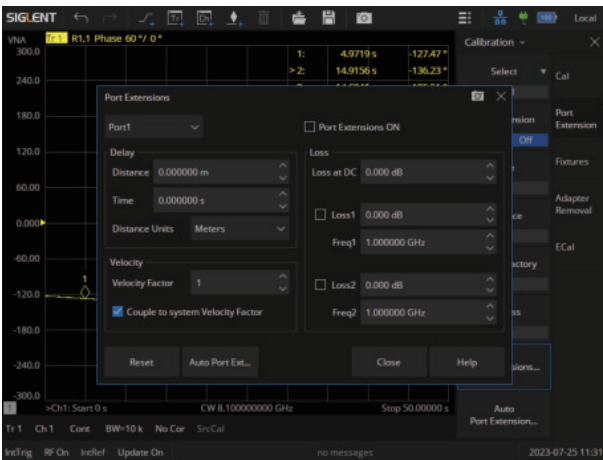 SIGLENT Local
VNA Tr 1 R1,1 Phase 60 °/ 0 ° Calibration
300.0 1: 4.9719 s -127.47 °
> 2: 14.9156 s -136.23 °
Select Cal
240.0
Port Extensions
Port1 Port Extensions ON
180.0 Port
Extension
Off
Delay Loss
120.0
Distance 0.000000 m Loss at DC 0.000 dB Fixtures
60.00
Time 0.000000 s
Adapter
Removal
Loss1 0.000 dB
0.000
Distance Units Meters Freq1 1.000000 GHz
ECal
-60.00
Velocity
Velocity Factor 1 Loss2 0.000 dB
1
-120.0
Couple to system Velocity Factor Freq2 1.000000 GHz
-180.0
Reset Auto Port Ext... Close Help
-240.0
-300.0
1 >Ch1: Start 0 s CW 8.100000000 GHz Stop 50.00000 s
Auto
Port Extension...
Tr 1 Ch 1 Cont BW=10 k No Cor SrcCal
IntTrig RF On IntRef Update On no messages 2023-07-25 11:31